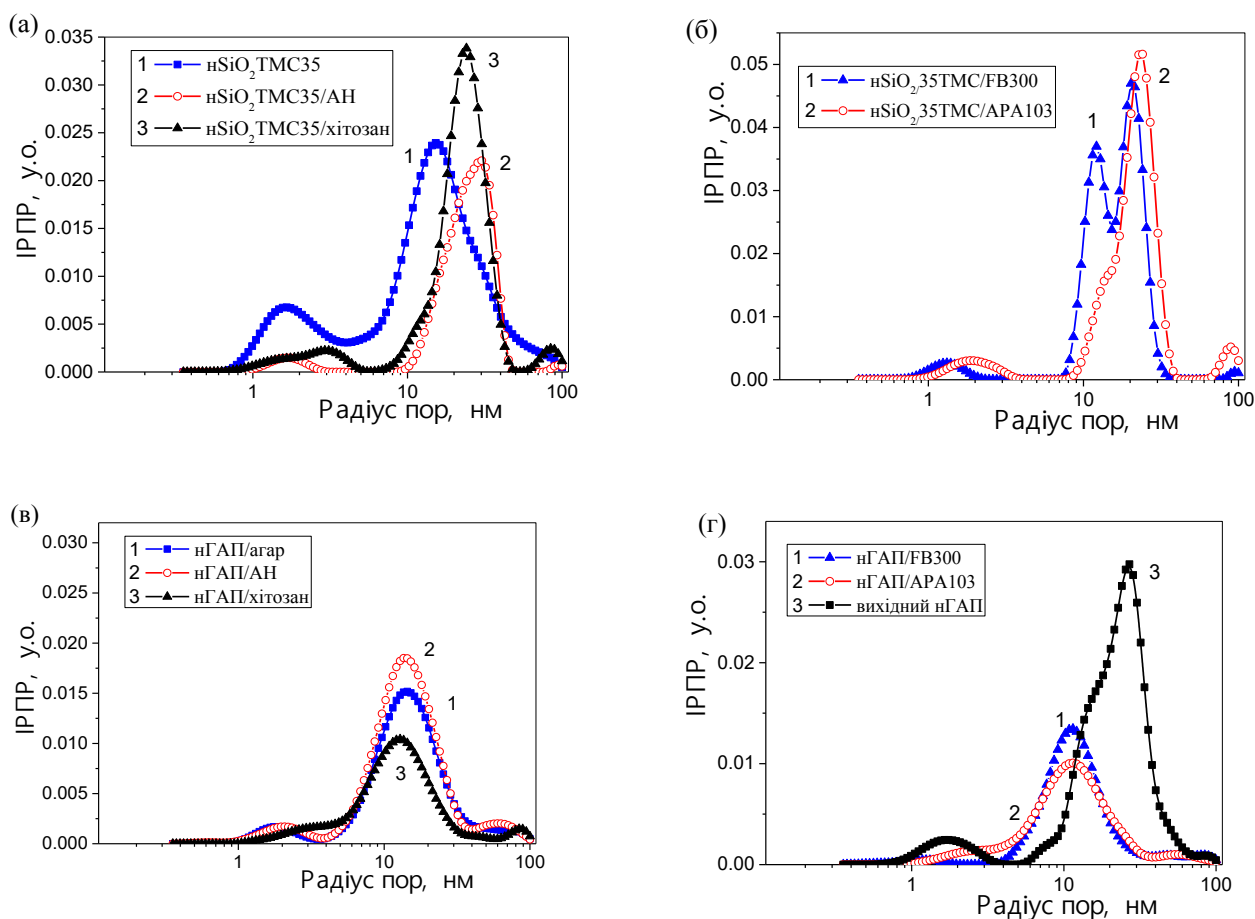 (а)
0.035
0.030
0.025
0.020
0.015
0.010
0.005
0.000
ІРПР, у.о.
1 нSiO2TMC35
2 нSiO2TMC35/АН
3 нSiO2TMC35/хітозан
3
1
2
1
10
100
Радіус пор, нм
(б)
0.05
0.04
0.03
0.02
0.01
0.00
ІРПР, у.о.
1 нSiO2/35TMC/FB300
2 нSiO2/35TMC/APA103
2
1
1
10
100
Радіус пор, нм
(в)
0.030
0.025
0.020
0.015
0.010
0.005
0.000
ІРПР, у.о.
1 нГАП/агар
2 нГАП/АН
3 нГАП/хітозан
2
1
3
1
10
100
Радіус пор, нм
(г)
0.03
0.02
0.01
0.00
ІРПР, у.о.
1 нГАП/FB300
2 нГАП/APA103
3 вихідний нГАП
3
1
2
1
10
100
Радіус пор, нм